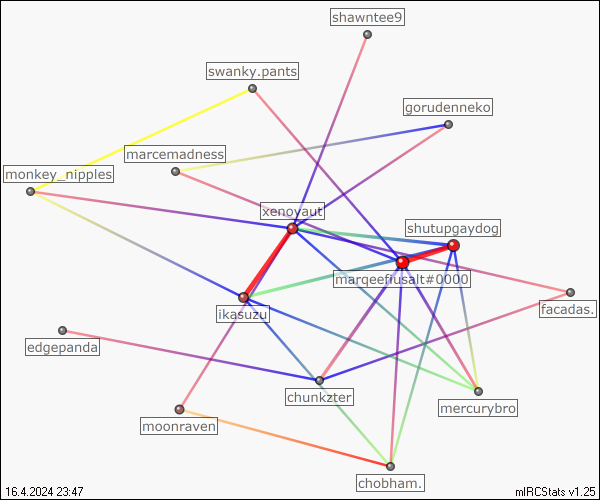 shawntee9
swanky.pants
gorudenneko
marcemadness
monkey_nipples
xenoyaut
shutupgaydog
marqeefiusalt#0000
facadas.
ikasuzu
edgepanda
chunkzter
mercurybro
moonraven
chobham.
16.4.2024 23:47
mIRCStats v1.25